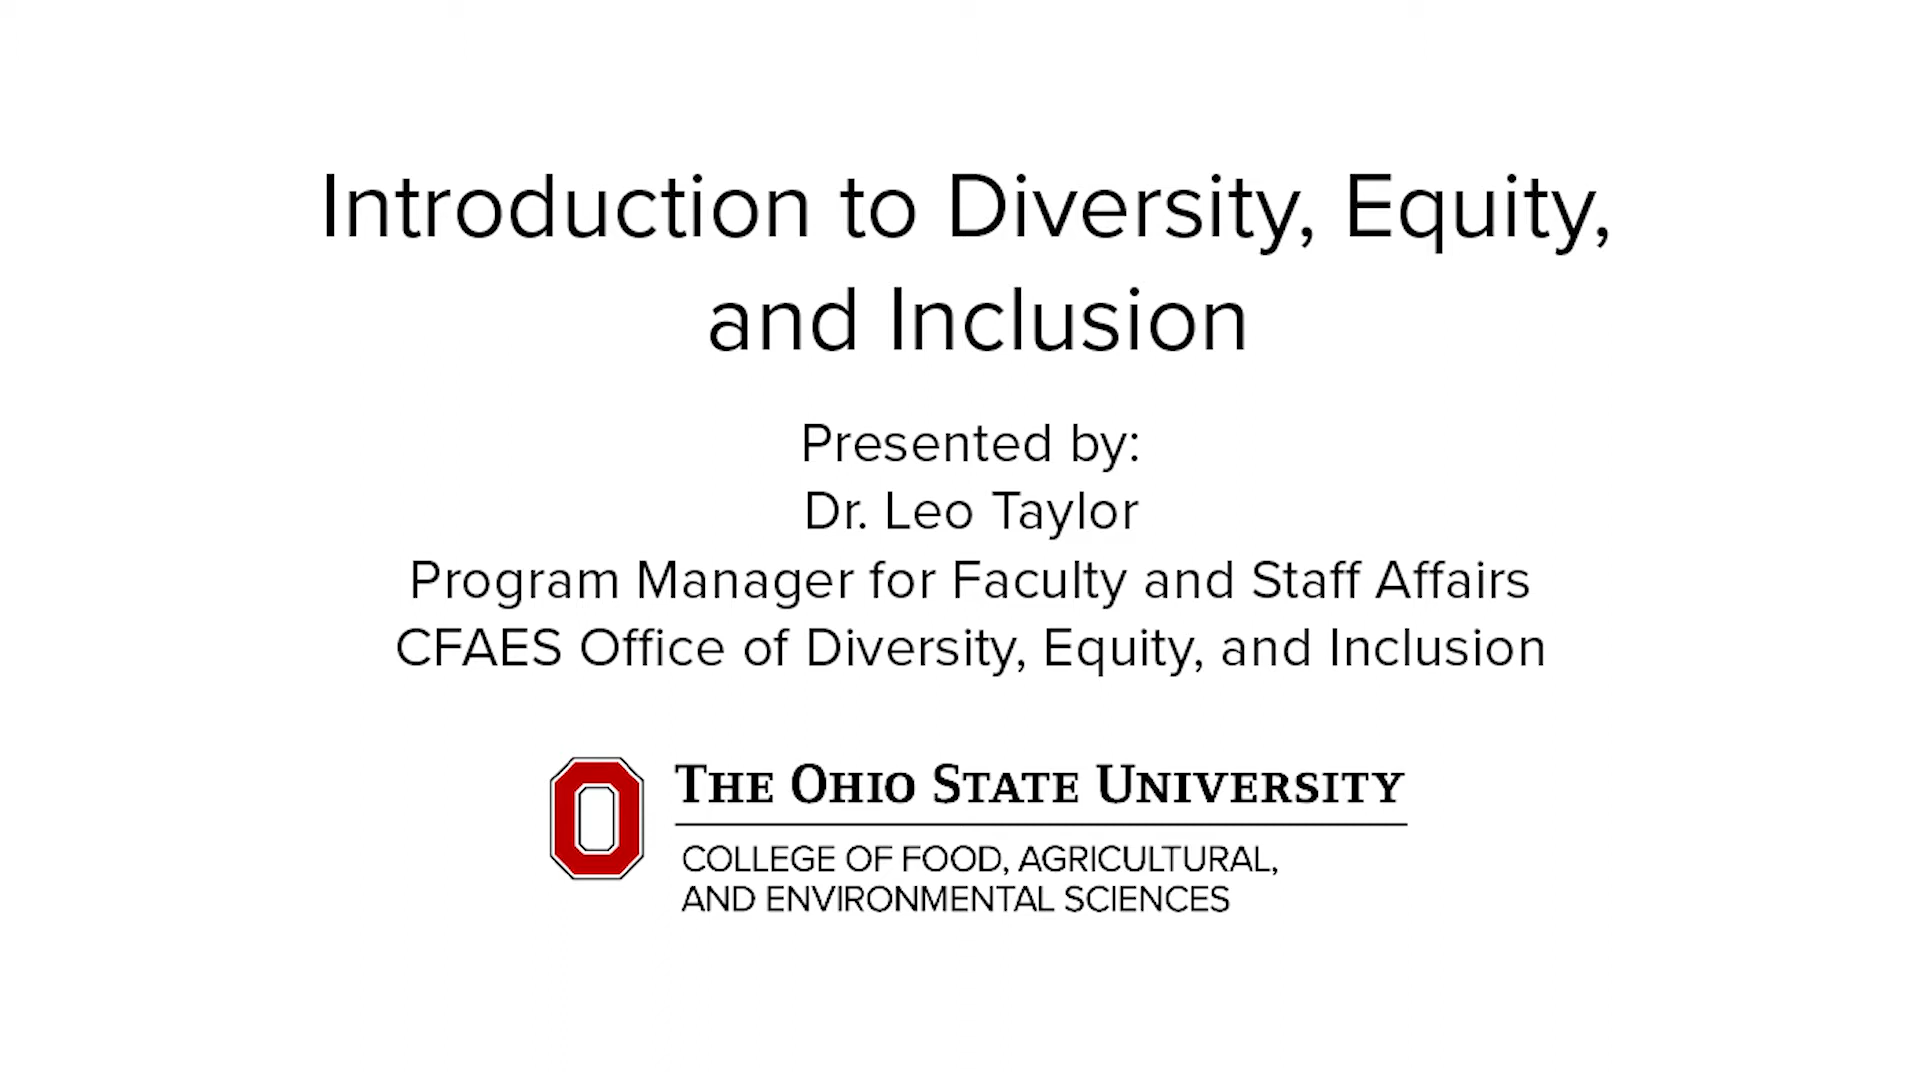 Introduction to Diversity, Equity,
and Inclusion
Presented by:
Dr. Leo Taylor
Program Manager for Faculty and Staff Affairs
CFAES Office of Diversity, Equity, and Inclusion
THE OHIO STATE UNIVERSITY
COLLEGE OF FOOD, AGRICULTURAL,
AND ENVIRONMENTAL SCIENCES